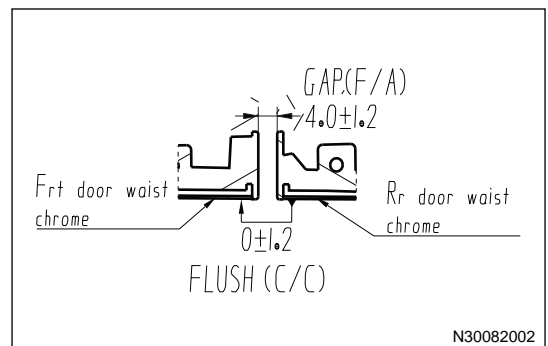 GAP.(F/A)
4.0±1.2
Frt door waist
chrome
Rr door waist
chrome
0±1.2
FLUSH (C/C)
N30082002